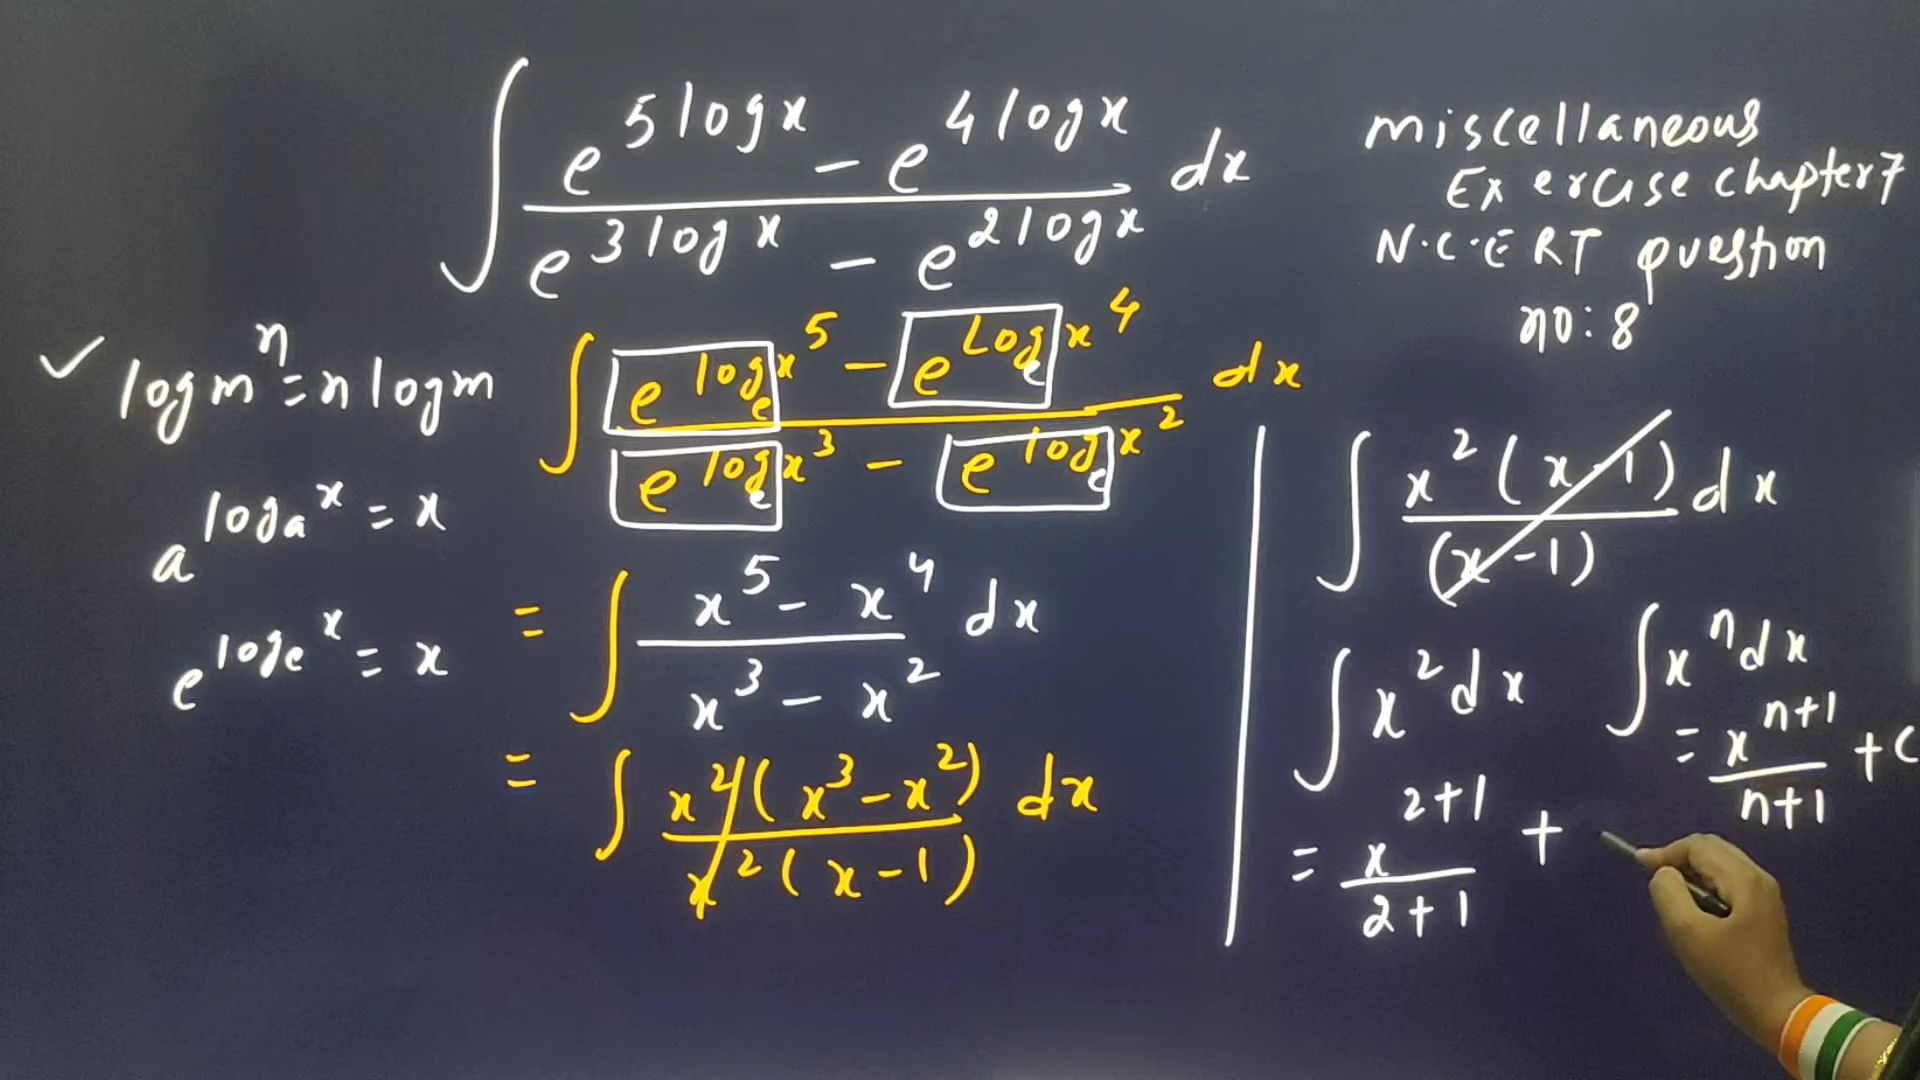 ∫ (e^{5 log x} - e^{4 log x}) / (e^{3 log x} - e^{2 log x}) dx
miscellaneous
Exercise chapter 7
N.C.ERT question
no: 8
✓ log m^n = n log m
a^{log_a x} = x
e^{log_e x} = x
∫ (e^{log_e x^5} - e^{log_e x^4}) / (e^{log_e x^3} - e^{log_e x^2}) dx
= ∫ (x^5 - x^4) / (x^3 - x^2) dx
= ∫ x^2 (x^3 - x^2) / x^2 (x-1) dx
∫ x^2 (x-1) / (x-1) dx
∫ x^2 dx
∫ x^n dx
= x^{n+1} / n+1 + C
= x^{2+1} / 2+1 +